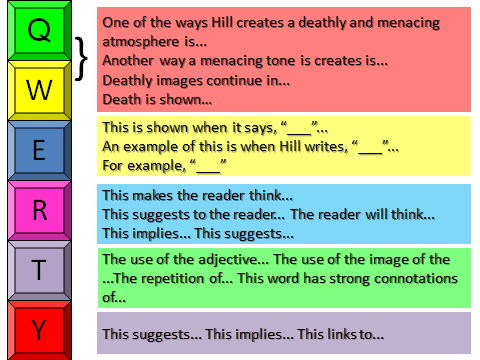 Q
}
One of the ways Hill creates a deathly and menacing
atmosphere is...
Another way a menacing tone is creates is...
Deathly images continue in...
Death is shown...
W
E
This is shown when it says, “___”...
An example of this is when Hill writes, “___”...
For example, “___”
R
This makes the reader think...
This suggests to the reader... The reader will think...
This implies... This suggests...
T
The use of the adjective... The use of the image of the
...The repetition of... This word has strong connotations
of...
Y
This suggests... This implies... This links to...